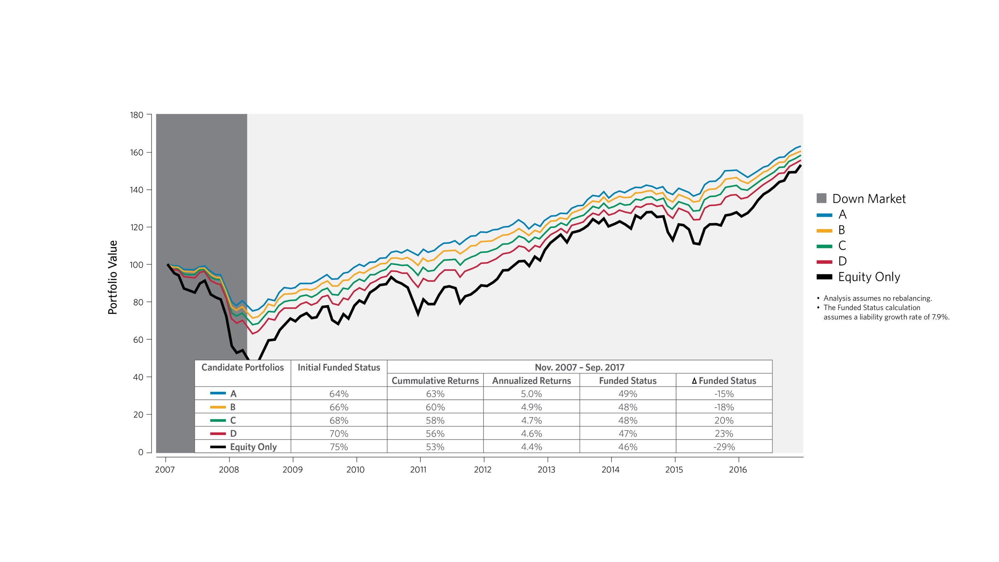 Portfolio Value
180
160
140
120
100
80
60
40
20
0
2007 2008 2009 2010 2011 2012 2013 2014 2015 2016
Candidate Portfolios Initial Funded Status Nov. 2007 – Sep. 2017
Cummulative Returns Annualized Returns Funded Status Δ Funded Status
A 64% 63% 5.0% 49% -15%
B 66% 60% 4.9% 48% -18%
C 68% 58% 4.7% 48% 20%
D 70% 56% 4.6% 47% 23%
Equity Only 75% 53% 4.4% 46% -29%
Down Market
A
B
C
D
Equity Only
• Analysis assumes no rebalancing.
• The Funded Status calculation
assumes a liability growth rate of 7.9%.